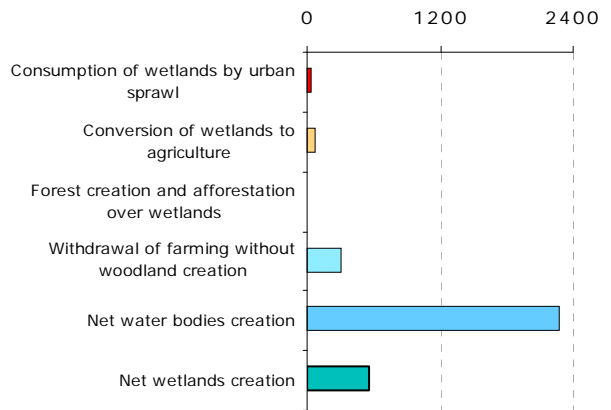 0 1200 2400
Consumption of wetlands by urban
sprawl
Conversion of wetlands to
agriculture
Forest creation and afforestation
over wetlands
Withdrawal of farming without
woodland creation
Net water bodies creation
Net wetlands creation